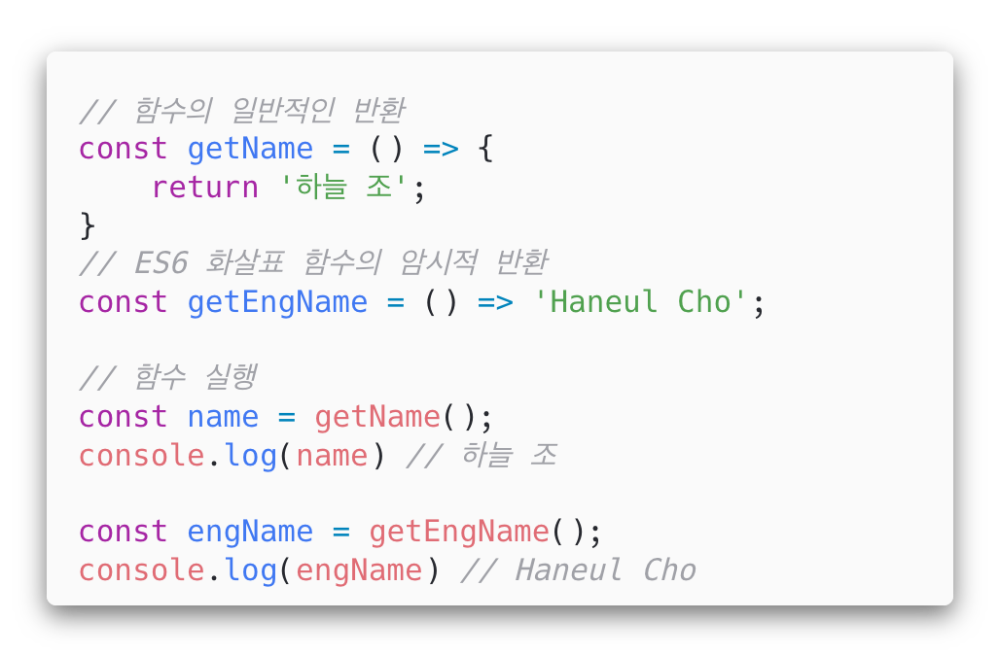 // 함수의 일반적인 반환
const getName = () => {
    return '하늘 조';
}
// ES6 화살표 함수의 암시적 반환
const getEngName = () => 'Haneul Cho';

// 함수 실행
const name = getName();
console.log(name) // 하늘 조

const engName = getEngName();
console.log(engName) // Haneul Cho